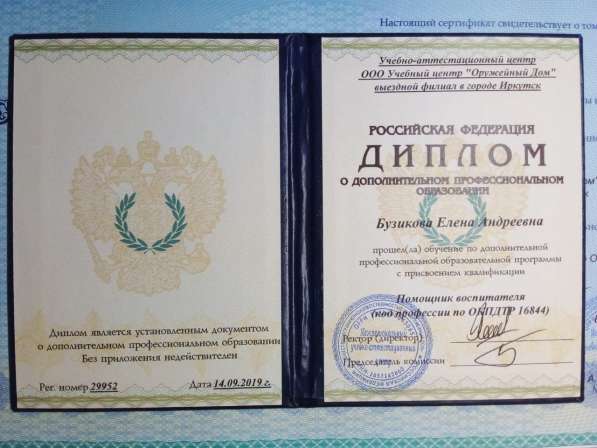 Настоящий сертификат свидетельствует о том
Учебно-аттестационный центр
ООО Учебный центр "Оружейный Дом"
выездной филиал в городе Иркутск
РОССИЙСКАЯ ФЕДЕРАЦИЯ
ДИПЛОМ
О ДОПОЛНИТЕЛЬНОМ ПРОФЕССИОНАЛЬНОМ
ОБРАЗОВАНИИ
Бузикова Елена Андреевна
прошел(ла) обучение по дополнительной
профессиональной образовательной программы
с присвоением квалификации
Помощник воспитателя
(код профессии по ОКПДТР 16844)
Ректор (директор)
Председатель комиссии
Диплом является установленным документом
о дополнительном профессиональном образовании
Без приложения недействителен
Рег. номер 29952
Дата 14.09.2019 г.